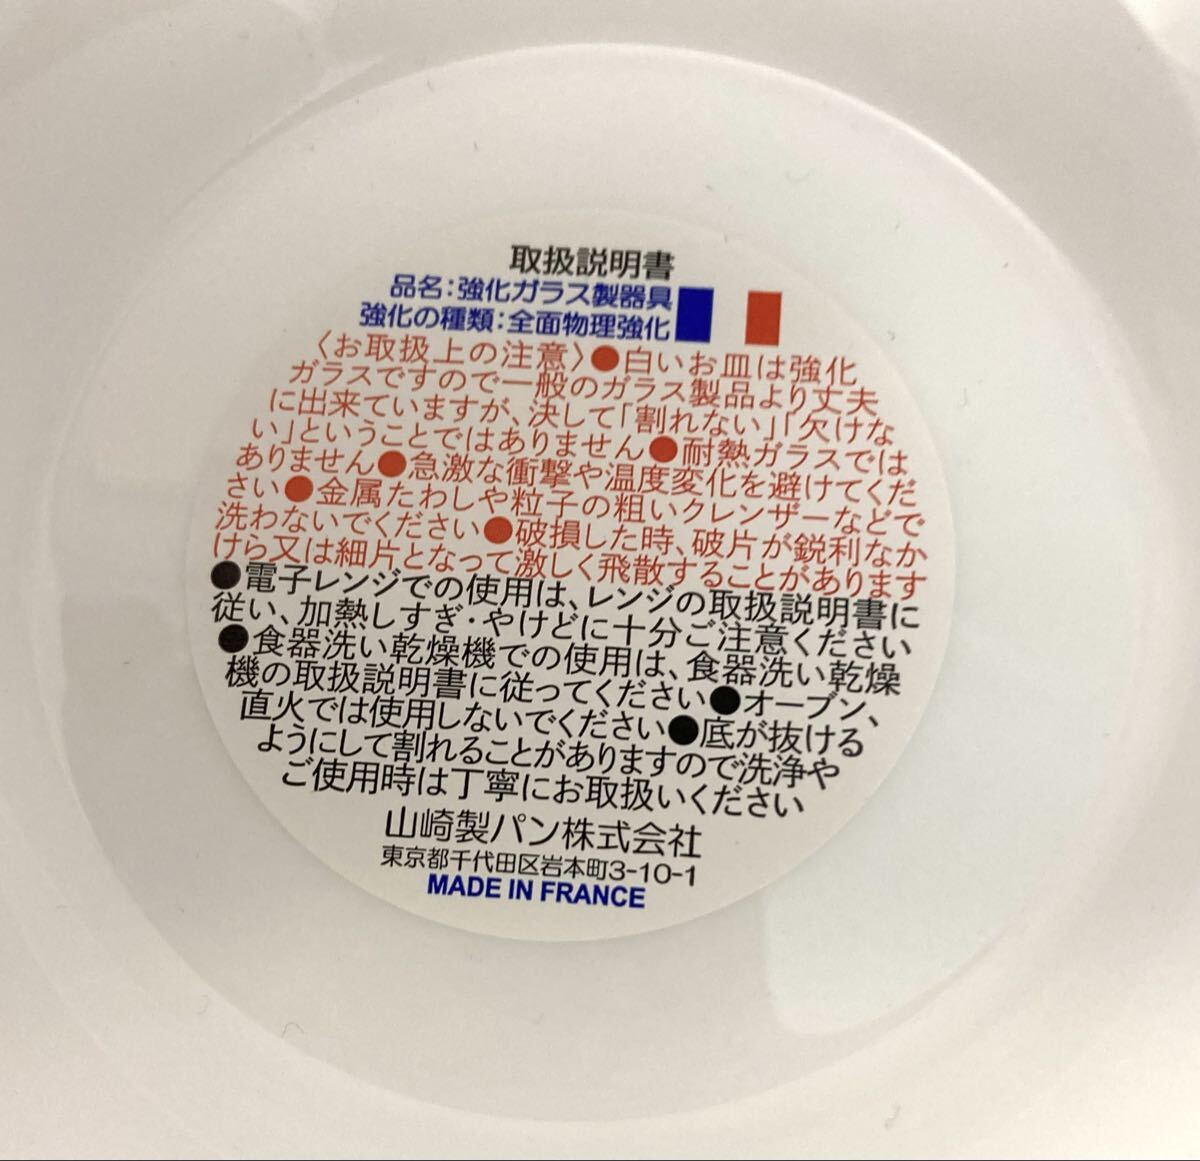 取扱説明書
品名:強化ガラス製器具
強化の種類:全面物理強化
〈お取扱上の注意〉●白いお皿は強化
ガラスですので一般のガラス製品より丈夫
に出来ていますが、決して「割れない」「欠けな
い」ということではありません●耐熱ガラスでは
ありません●急激な衝撃や温度変化を避けてくだ
さい●金属たわしや粒子の粗いクレンザーなどで
洗わないでください●破損した時、破片が鋭利なか
けら又は細片となって激しく飛散することがあります
●電子レンジでの使用は、レンジの取扱説明書に
従い、加熱しすぎ・やけどに十分ご注意ください
●食器洗い乾燥機での使用は、食器洗い乾燥
機の取扱説明書に従ってください●オーブン、
直火では使用しないでください●底が抜ける
ようにして割れることがありますので洗浄や
ご使用時は丁寧にお取扱いください
山崎製パン株式会社
東京都千代田区岩本町3-10-1
MADE IN FRANCE